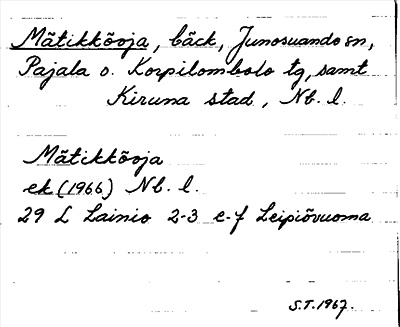 Mätikköoja, bäck, Junosuando sn,
Pajala o. Korpilombolo tg, samt
Kiruna stad, Nb. l.
Mätikköoja
ek (1966) Nb. l.
29 L Lainio 2-3 e-f Leipiövuoma
S.T. 1967.